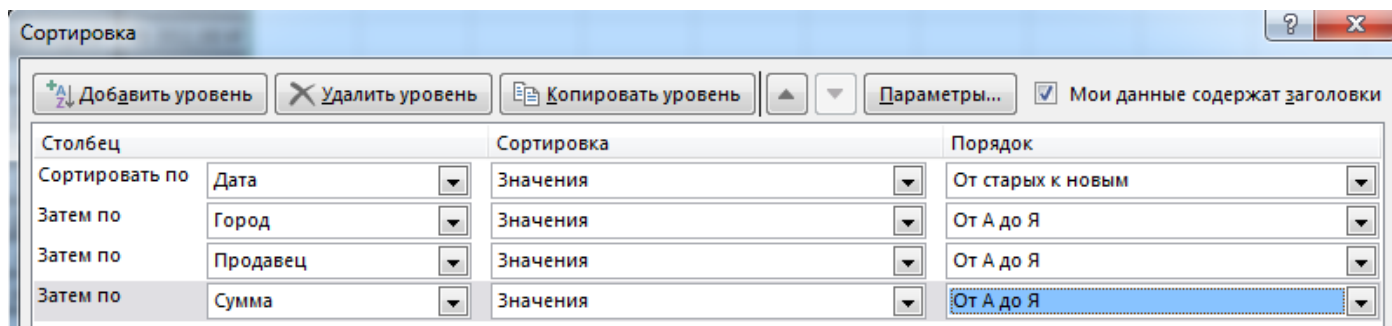 Сортировка
Добавить уровень Удалить уровень Копировать уровень Параметры... Мои данные содержат заголовки
Столбец Сортировка Порядок
Сортировать по Дата Значения От старых к новым
Затем по Город Значения От А до Я
Затем по Продавец Значения От А до Я
Затем по Сумма Значения От А до Я